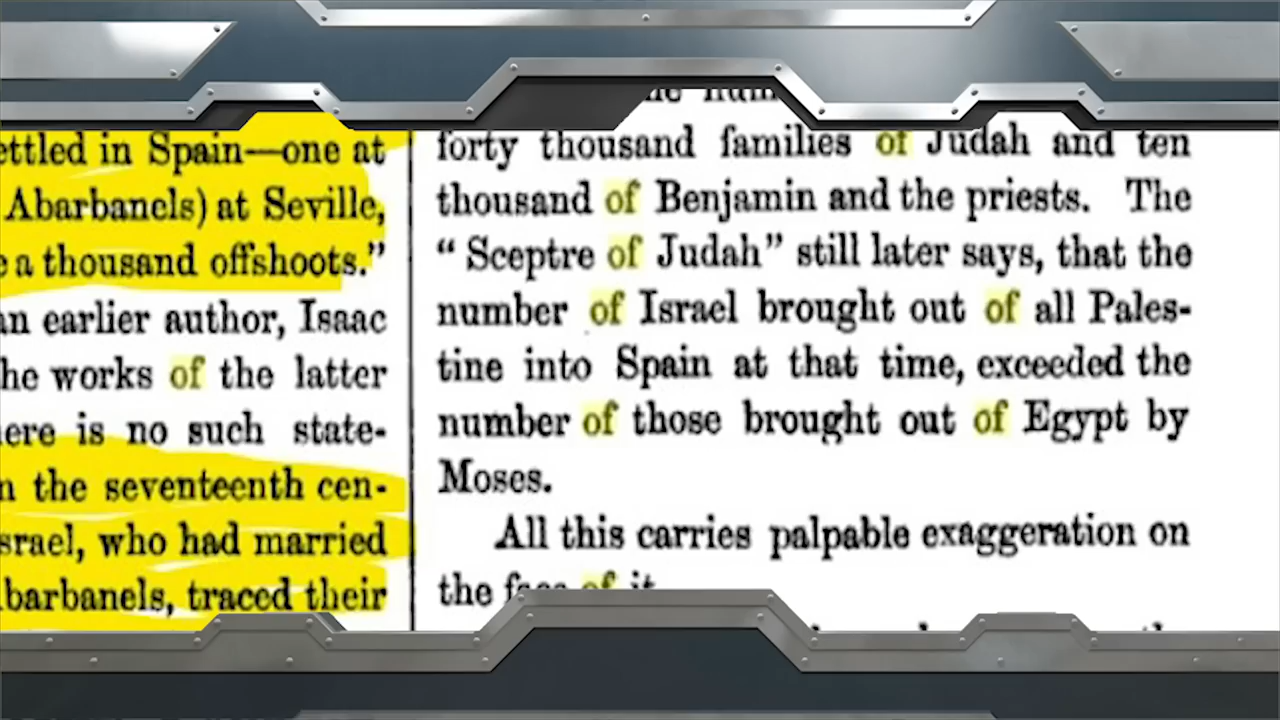 ettled in Spain—one at
Abarbanels) at Seville,
e a thousand offshoots.”
an earlier author, Isaac
he works of the latter
ere is no such state-
n the seventeenth cen-
srael, who had married
barbanels, traced their
forty thousand families of Judah and ten
thousand of Benjamin and the priests. The
“ Sceptre of Judah” still later says, that the
number of Israel brought out of all Pales-
tine into Spain at that time, exceeded the
number of those brought out of Egypt by
Moses.
All this carries palpable exaggeration on
the face of it